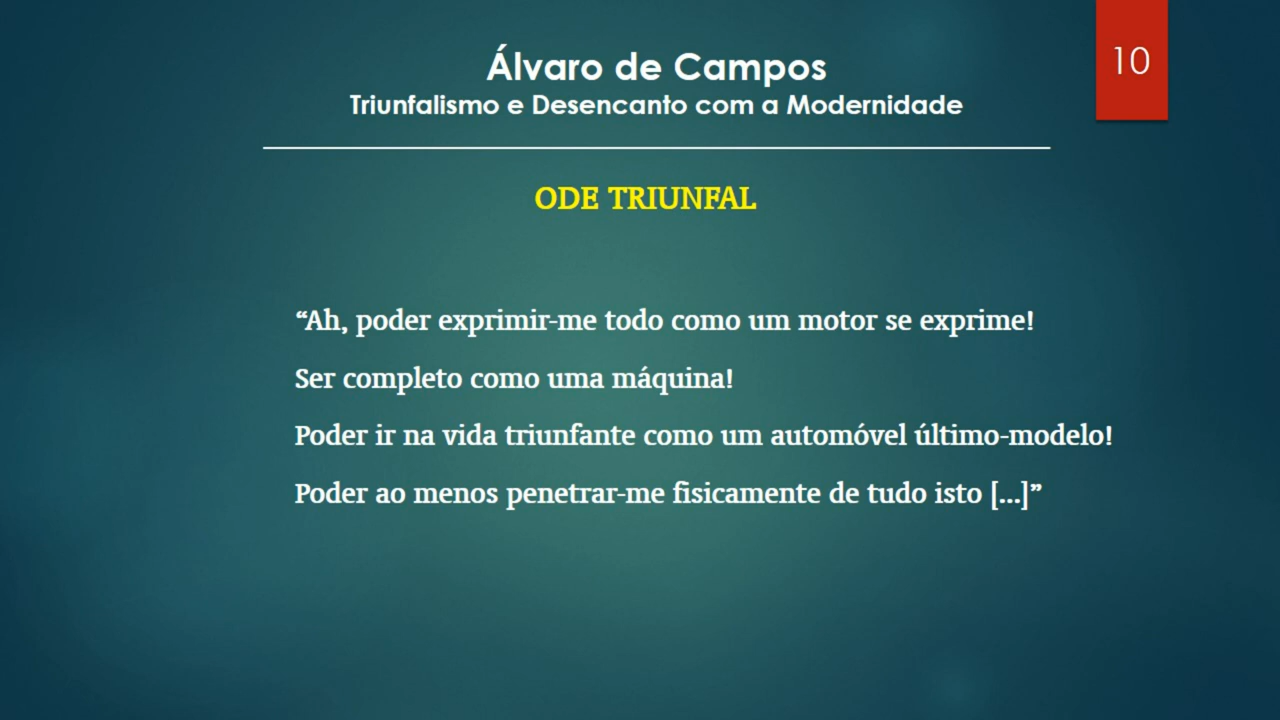 Álvaro de Campos
Triunfalismo e Desencanto com a Modernidade
10
ODE TRIUNFAL
“Ah, poder exprimir-me todo como um motor se exprime!
Ser completo como uma máquina!
Poder ir na vida triunfante como um automóvel último-modelo!
Poder ao menos penetrar-me fisicamente de tudo isto [...]”